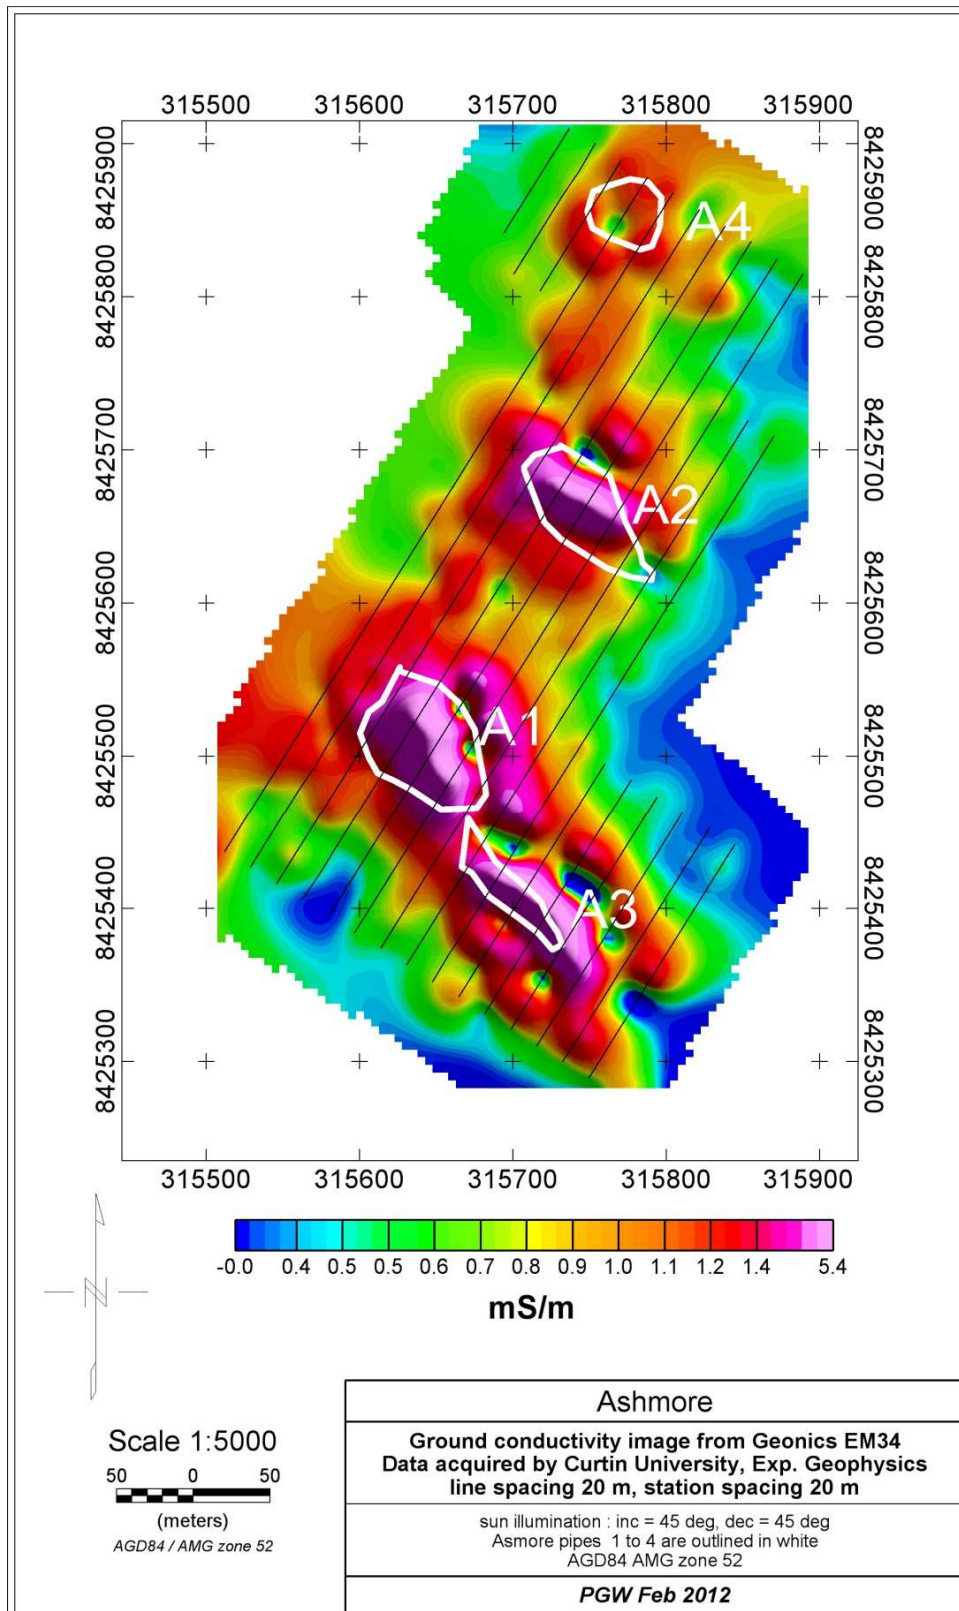 315500 315600 315700 315800 315900
8425900 8425900
A4
8425800 8425800
8425700 8425700
A2
8425600 8425600
A1
8425500 8425500
A3
8425400 8425400
8425300 8425300
315500 315600 315700 315800 315900
-0.0 0.4 0.5 0.5 0.6 0.7 0.8 0.9 1.0 1.1 1.2 1.4 5.4
mS/m
N
Scale 1:5000
50 0 50
(meters)
AGD84 / AMG zone 52
Ashmore
Ground conductivity image from Geonics EM34
Data acquired by Curtin University, Exp. Geophysics
line spacing 20 m, station spacing 20 m
sun illumination : inc = 45 deg, dec = 45 deg
Asmore pipes 1 to 4 are outlined in white
AGD84 AMG zone 52
PGW Feb 2012